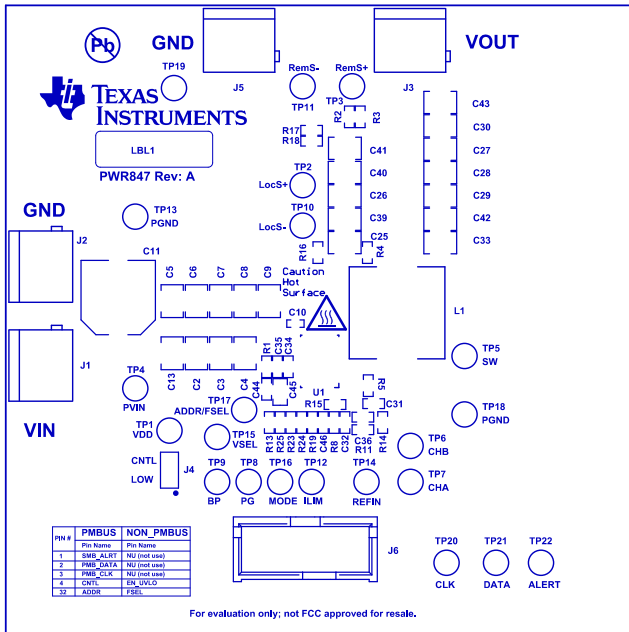 GND
VOUT
TP19
RemS-
RemS+
J5
J3
TP11
TP3
TEXAS
INSTRUMENTS
LBL1
PWR847 Rev: A
R2
R3
R17
R18
C43
C30
C27
C28
C29
C42
C33
C41
C40
C26
C39
C25
TP2
LocS+
TP10
LocS-
R16
R4
GND
TP13
PGND
J2
C11
C5
C6
C7
C8
C9
Caution
Hot
Surface
C10
L1
J1
VIN
TP4
PVIN
C13
C2
C3
C4
R1
C35
C34
C44
C45
U1
R15
R5
C31
TP5
SW
TP18
PGND
TP17
ADDR/FSEL
TP1
VDD
TP15
VSEL
R13
R25
R23
R24
R19
C46
R8
C32
C36
R11
R14
TP6
CHB
TP7
CHA
CNTL
LOW
J4
TP9
TP8
TP16
TP12
TP14
BP
PG
MODE
ILIM
REFIN
PIN # PMBUS NON_PMBUS
Pin Name Pin Name
1 SMB_ALRT NU (not use)
2 PMB_DATA NU (not use)
3 PMB_CLK NU (not use)
4 CNTL EN_UVLO
32 ADDR FSEL
J6
TP20
TP21
TP22
CLK
DATA
ALERT
For evaluation only; not FCC approved for resale.
Pb
ti